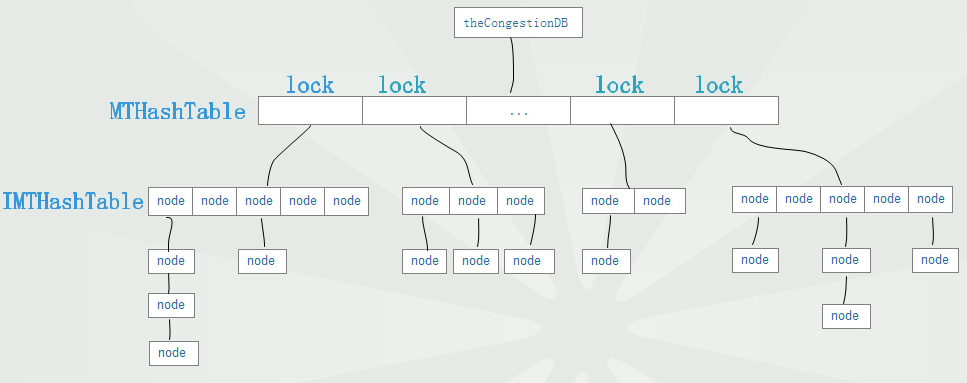 theCongestionDB
lock lock lock lock
MTHashTable ...
IMTHashTable node node node node node node node node node node node node node node node
node node node node node node node node
node node
node